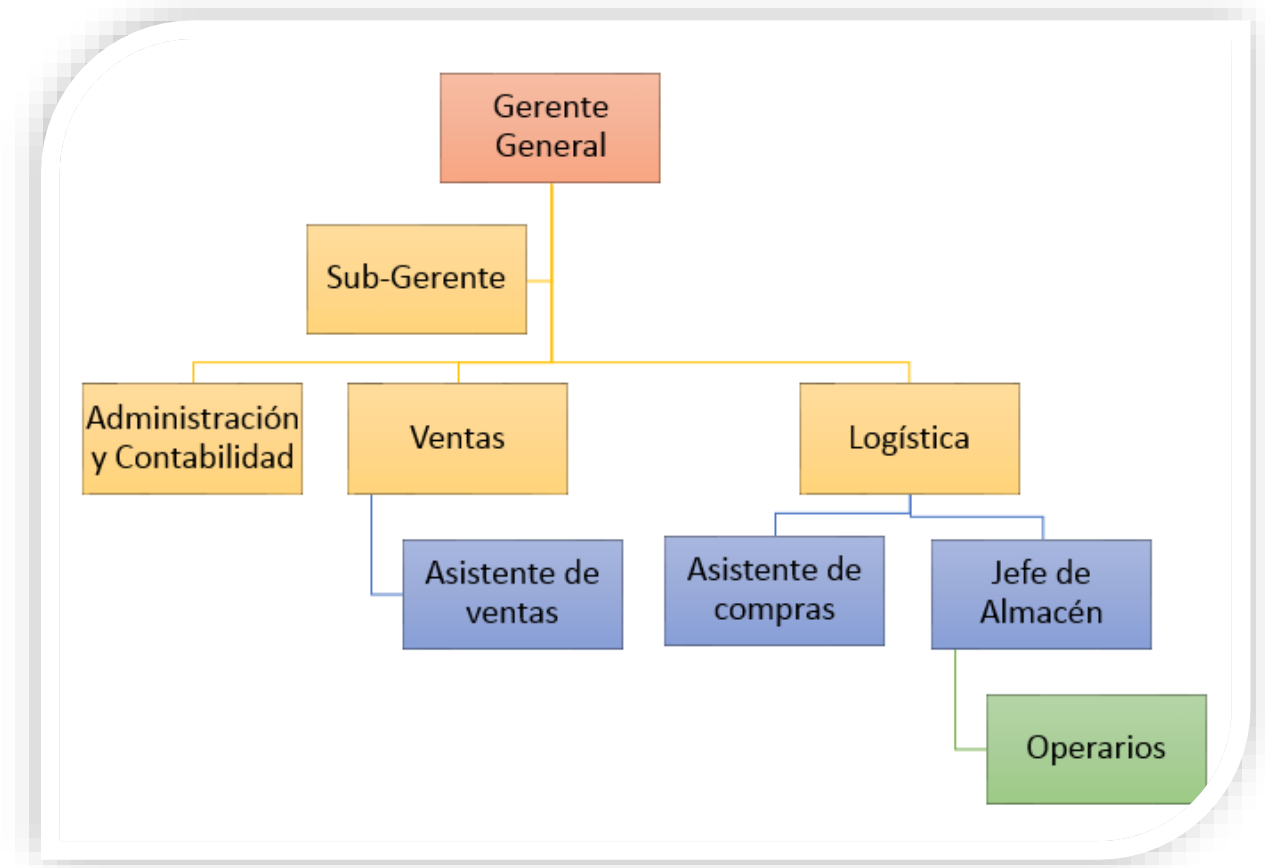 Gerente
General
Sub-Gerente
Administración
y Contabilidad
Ventas
Logística
Asistente de
ventas
Asistente de
compras
Jefe de
Almacén
Operarios